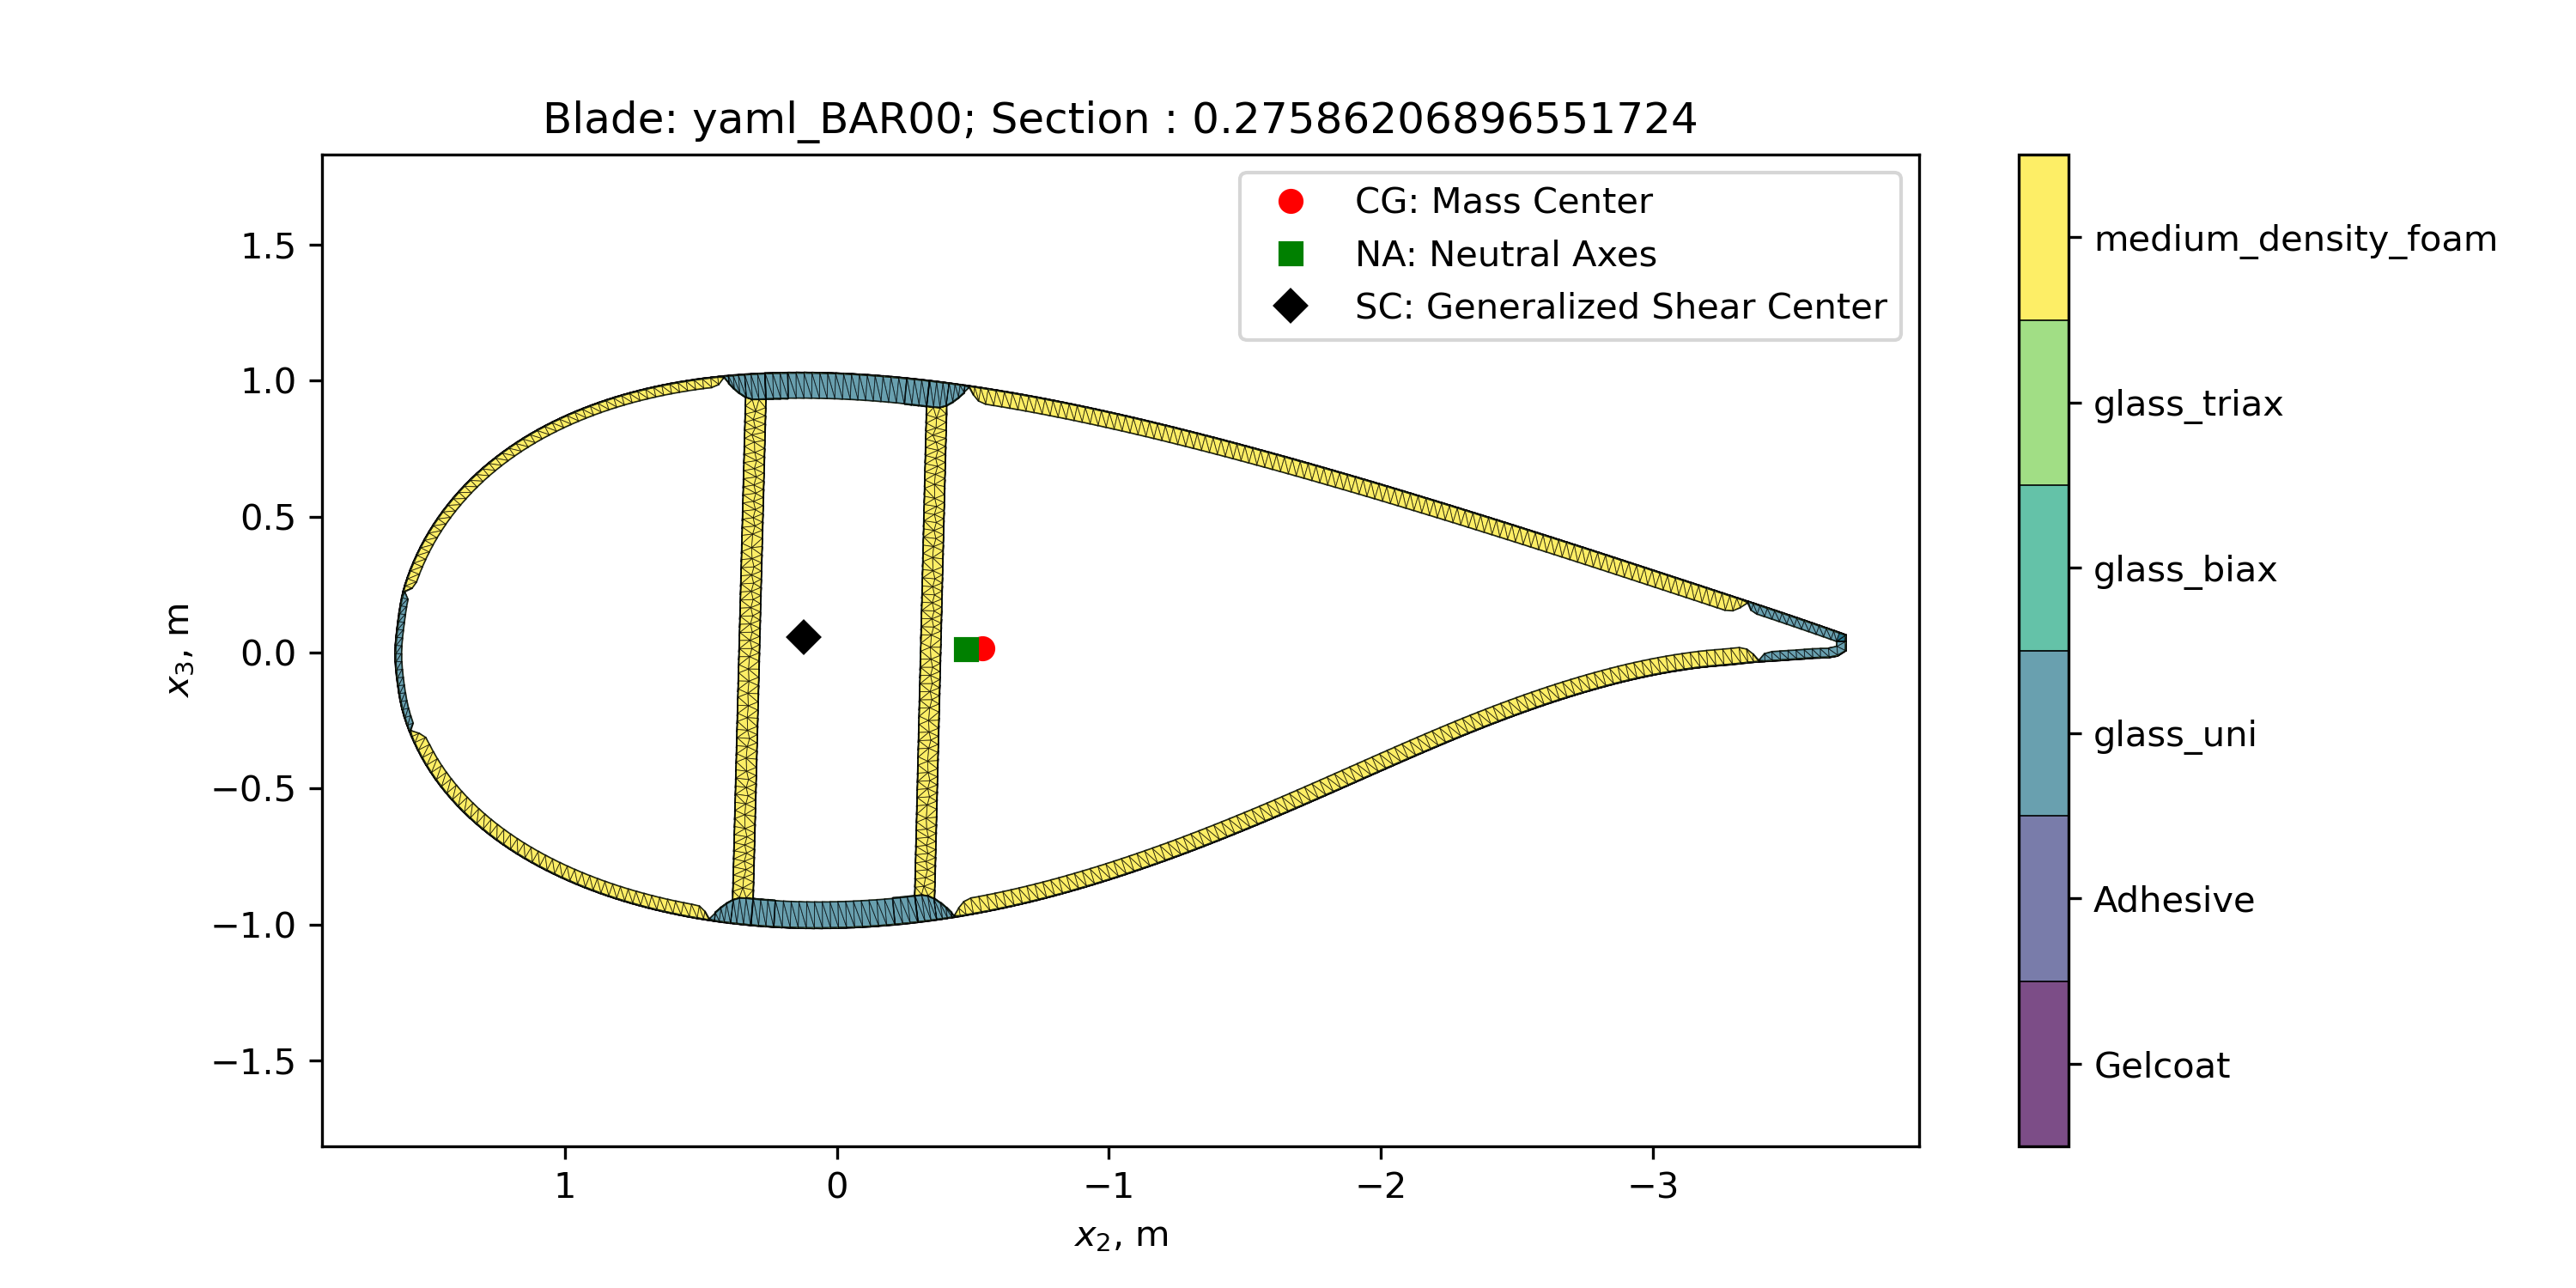 Blade: yaml_BAR00; Section : 0.27586206896551724
CG: Mass Center
NA: Neutral Axes
SC: Generalized Shear Center
1.5
1.0
0.5
0.0
−0.5
−1.0
−1.5
x₃, m
1 0 −1 −2 −3
x₂, m
medium_density_foam
glass_triax
glass_biax
glass_uni
Adhesive
Gelcoat